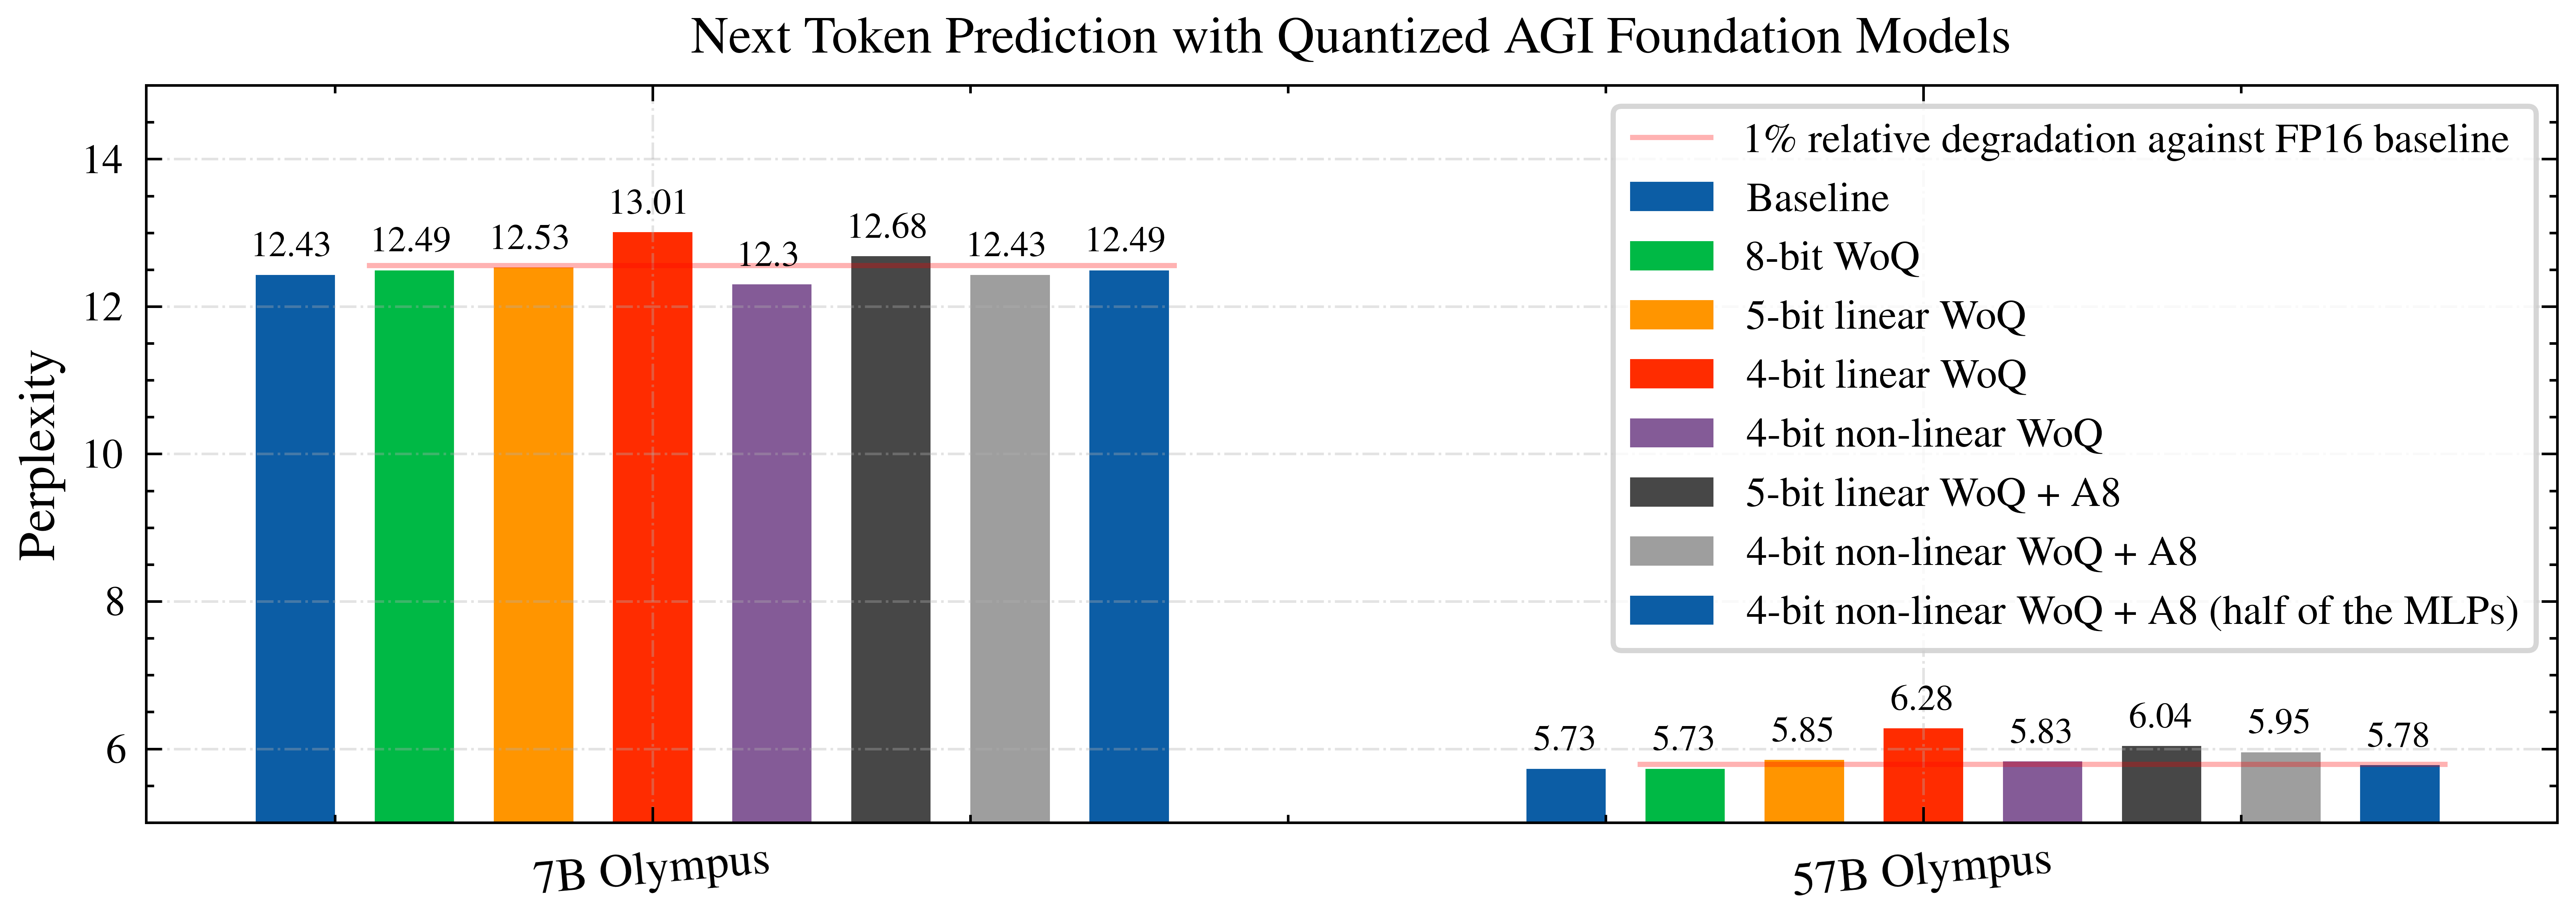 Next Token Prediction with Quantized AGI Foundation Models
Perplexity
14
12
10
8
6
12.43
12.49
12.53
13.01
12.3
12.68
12.43
12.49
5.73
5.73
5.85
6.28
5.83
6.04
5.95
5.78
1% relative degradation against FP16 baseline
Baseline
8-bit WoQ
5-bit linear WoQ
4-bit linear WoQ
4-bit non-linear WoQ
5-bit linear WoQ + A8
4-bit non-linear WoQ + A8
4-bit non-linear WoQ + A8 (half of the MLPs)
7B Olympus
57B Olympus